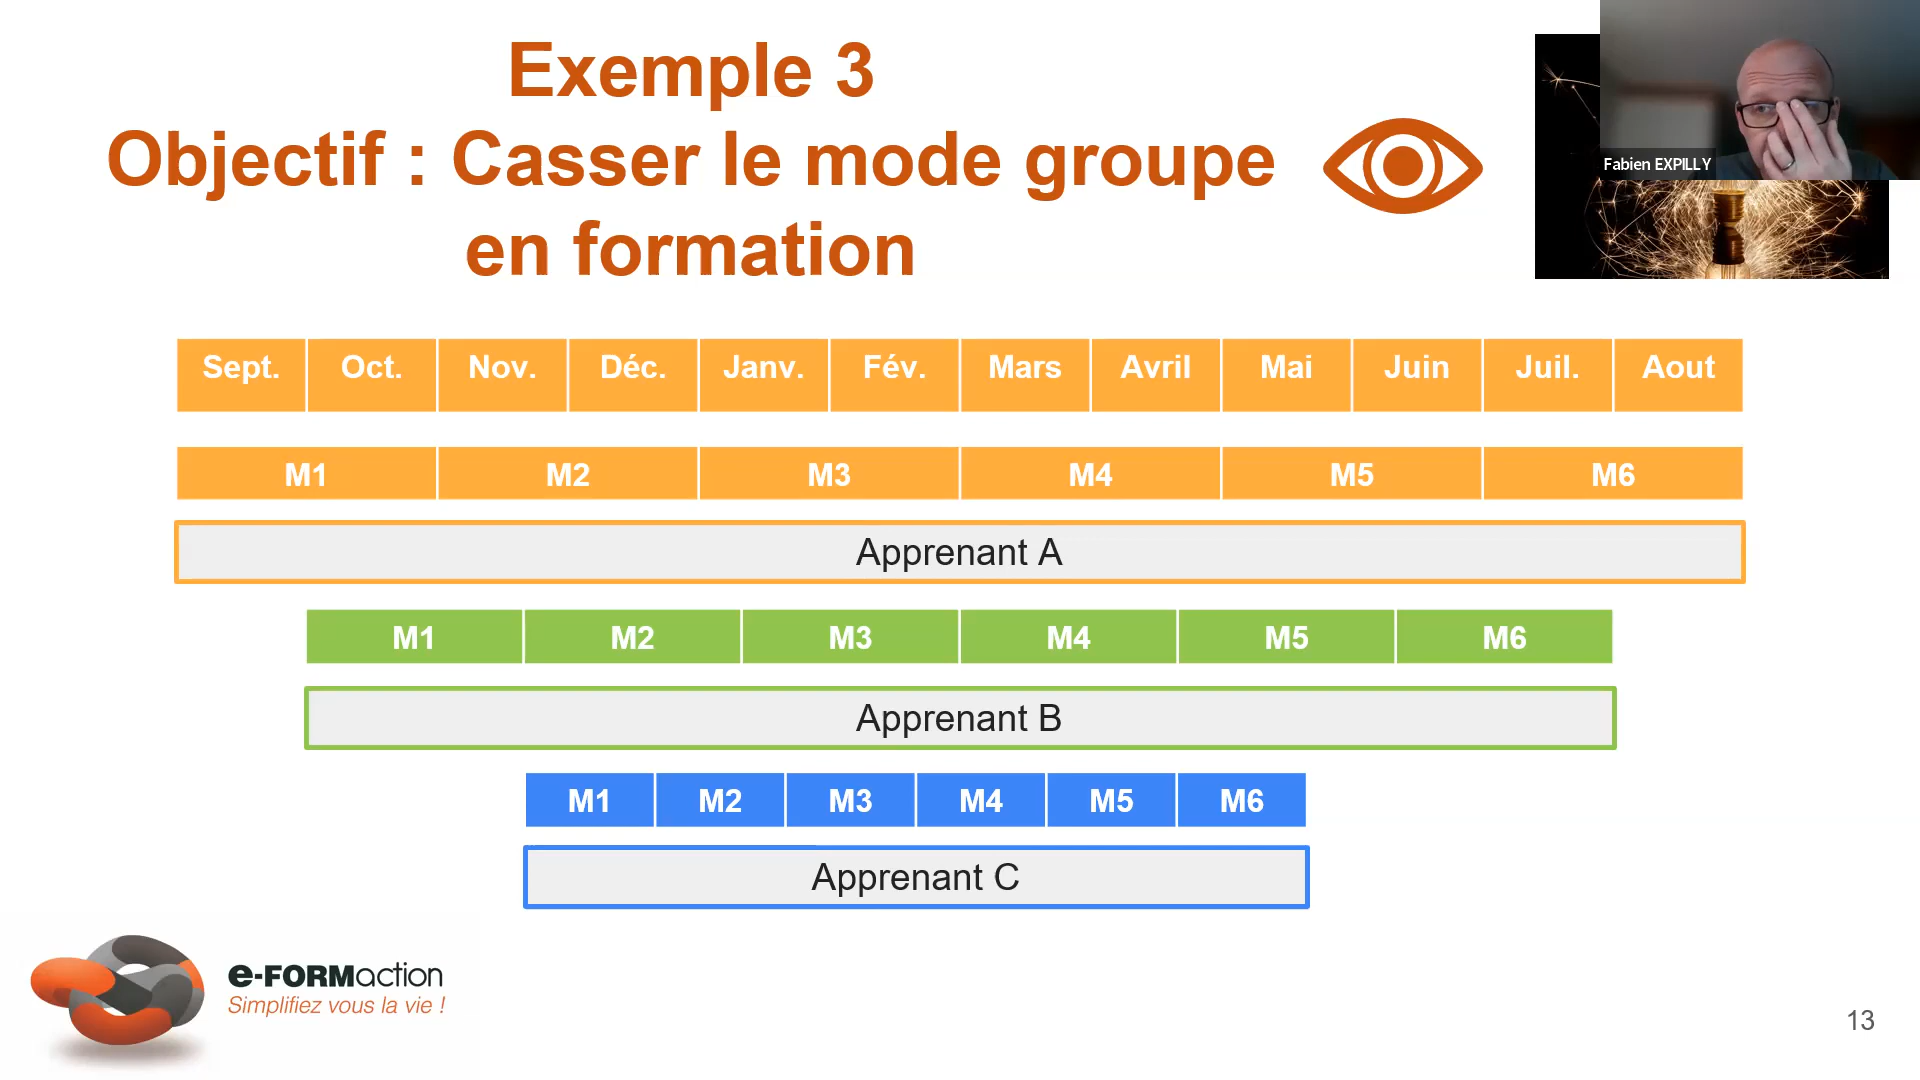 Exemple 3
Objectif : Casser le mode groupe
en formation
Fabien EXPILLY
Sept. Oct. Nov. Déc. Janv. Fév. Mars Avril Mai Juin Juil. Aout
M1 M2 M3 M4 M5 M6
Apprenant A
M1 M2 M3 M4 M5 M6
Apprenant B
M1 M2 M3 M4 M5 M6
Apprenant C
e-FORMaction
Simplifiez vous la vie !
13